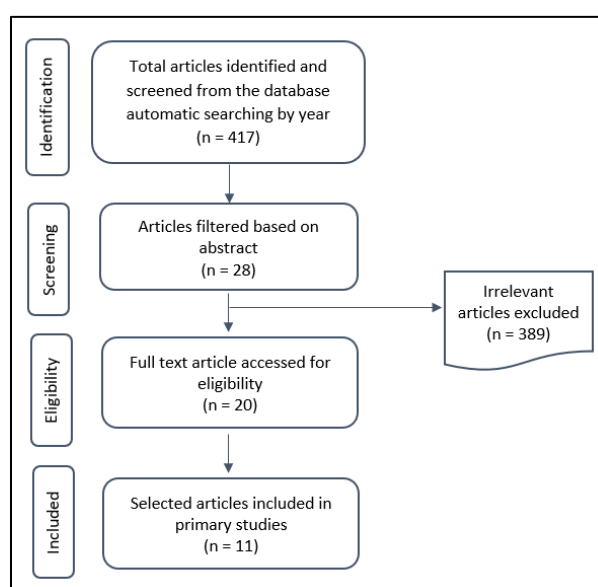 Identification
Total articles identified and
screened from the database
automatic searching by year
(n = 417)
Screening
Articles filtered based on
abstract
(n = 28)
Irrelevant
articles excluded
(n = 389)
Eligibility
Full text article accessed for
eligibility
(n = 20)
Included
Selected articles included in
primary studies
(n = 11)